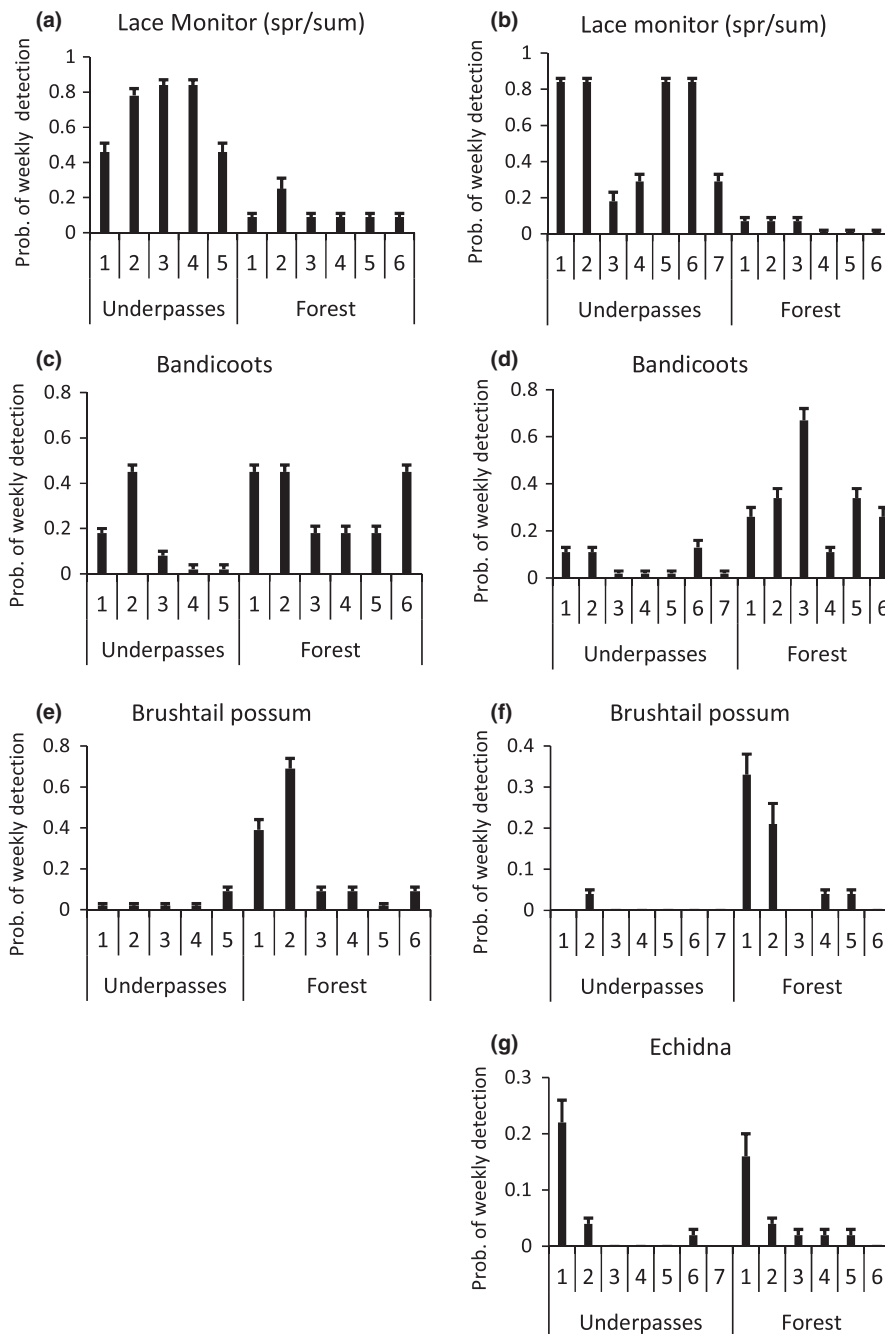 (a) Lace Monitor (spr/sum)
Prob. of weekly detection
1
0.8
0.6
0.4
0.2
0
1 2 3 4 5 1 2 3 4 5 6
Underpasses Forest
(b) Lace monitor (spr/sum)
Prob. of weekly detection
1
0.8
0.6
0.4
0.2
0
1 2 3 4 5 6 7 1 2 3 4 5 6
Underpasses Forest
(c) Bandicoots
Prob. of weekly detection
0.8
0.6
0.4
0.2
0
1 2 3 4 5 1 2 3 4 5 6
Underpasses Forest
(d) Bandicoots
Prob. of weekly detection
0.8
0.6
0.4
0.2
0
1 2 3 4 5 6 7 1 2 3 4 5 6
Underpasses Forest
(e) Brushtail possum
Prob. of weekly detection
0.8
0.6
0.4
0.2
0
1 2 3 4 5 1 2 3 4 5 6
Underpasses Forest
(f) Brushtail possum
Prob. of weekly detection
0.4
0.3
0.2
0.1
0
1 2 3 4 5 6 7 1 2 3 4 5 6
Underpasses Forest
(g) Echidna
Prob. of weekly detection
0.3
0.2
0.1
0
1 2 3 4 5 6 7 1 2 3 4 5 6
Underpasses Forest